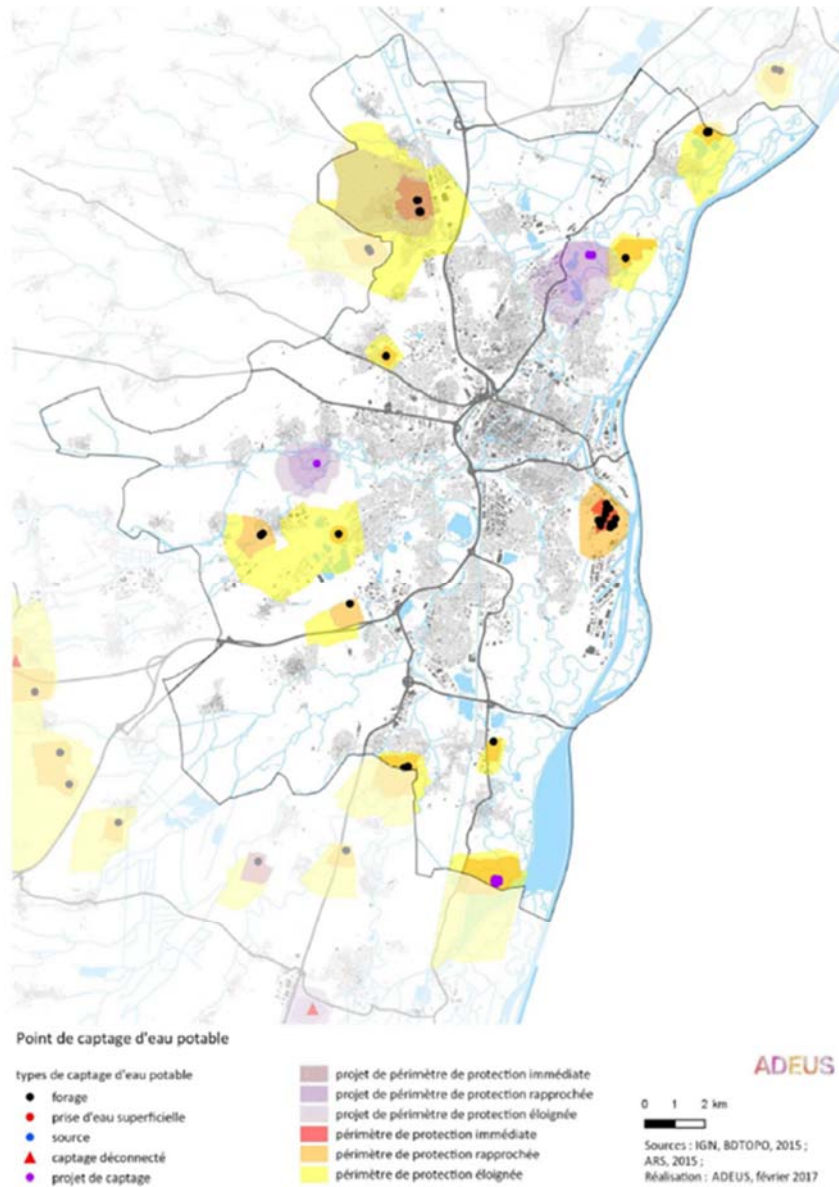 Point de captage d'eau potable
types de captage d'eau potable
forage
prise d'eau superficielle
source
captage déconnecté
projet de captage
projet de périmètre de protection immédiate
projet de périmètre de protection rapprochée
projet de périmètre de protection éloignée
périmètre de protection immédiate
périmètre de protection rapprochée
périmètre de protection éloignée
ADEUS
0 1 2 km
Sources : IGN, BDTOPO, 2015 ;
ARS, 2015 ;
Réalisation : ADEUS, février 2017